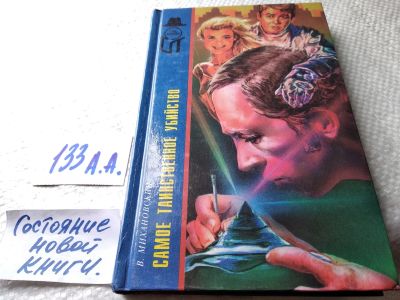 133 А.А.
Состояние
новой
книги.
В. МИХАНОВСКИЙ
САМОЕ ТАИНСТВЕННОЕ УБИЙСТВО